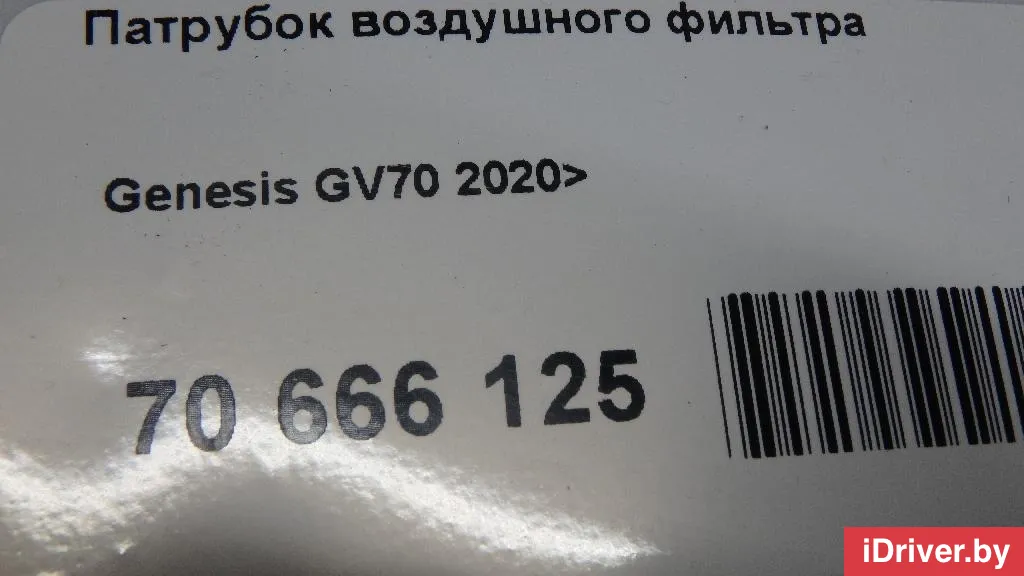 Патрубок воздушного фильтра
Genesis GV70 2020>
70 666 125
iDriver.by